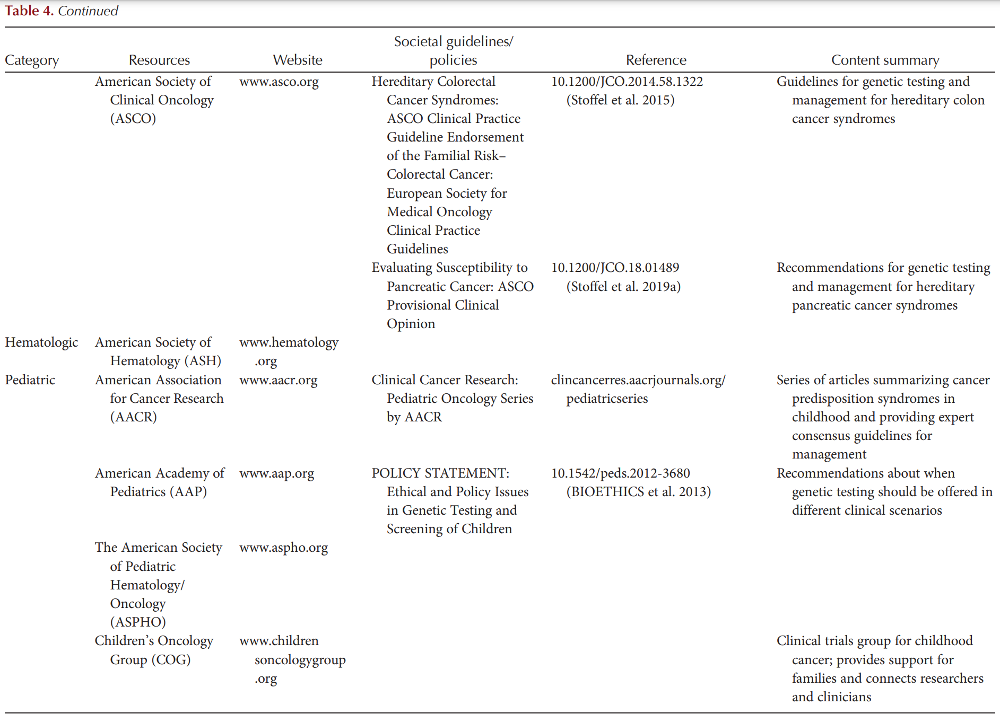 Table 4. Continued
Category
Resources
Website
Societal guidelines/
policies
Reference
Content summary
American Society of
Clinical Oncology
(ASCO)
www.asco.org
Hereditary Colorectal
Cancer Syndromes:
ASCO Clinical Practice
Guideline Endorsement
of the Familial Risk–
Colorectal Cancer:
European Society for
Medical Oncology
Clinical Practice
Guidelines
10.1200/JCO.2014.58.1322
(Stoffel et al. 2015)
Guidelines for genetic testing and
management for hereditary colon
cancer syndromes
Evaluating Susceptibility to
Pancreatic Cancer: ASCO
Provisional Clinical
Opinion
10.1200/JCO.18.01489
(Stoffel et al. 2019a)
Recommendations for genetic testing
and management for hereditary
pancreatic cancer syndromes
Hematologic
American Society of
Hematology (ASH)
www.hematology
.org
Pediatric
American Association
for Cancer Research
(AACR)
www.aacr.org
Clinical Cancer Research:
Pediatric Oncology Series
by AACR
clincancerres.aacrjournals.org/
pediatricseries
Series of articles summarizing cancer
predisposition syndromes in
childhood and providing expert
consensus guidelines for
management
American Academy of
Pediatrics (AAP)
www.aap.org
POLICY STATEMENT:
Ethical and Policy Issues
in Genetic Testing and
Screening of Children
10.1542/peds.2012-3680
(BIOETHICS et al. 2013)
Recommendations about when
genetic testing should be offered in
different clinical scenarios
The American Society
of Pediatric
Hematology/
Oncology
(ASPHO)
www.aspho.org
Children’s Oncology
Group (COG)
www.children
soncologygroup
.org
Clinical trials group for childhood
cancer; provides support for
families and connects researchers
and clinicians